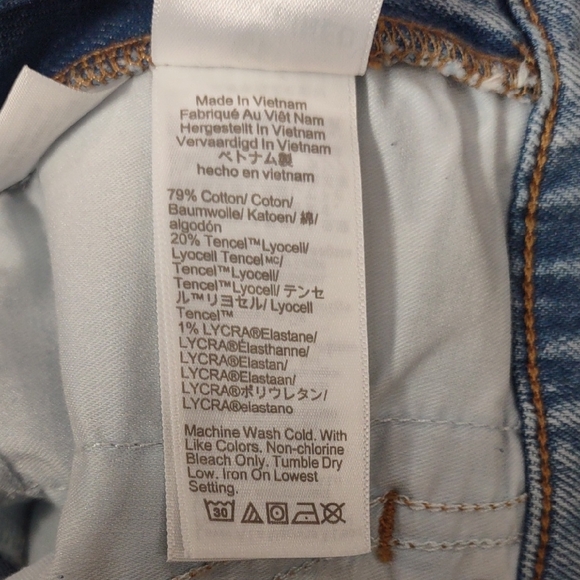 Made In Vietnam
Fabriqué Au Viêt Nam
Hergestellt In Vietnam
Vervaardigd In Vietnam
ベトナム製
hecho en vietnam
79% Cotton/ Coton/
Baumwolle/ Katoen/ 綿/
algodón
20% Tencel™Lyocell/
Lyocell Tencelᴹᶜ/
Tencel™Lyocell/
Tencel™Lyocell/ テンセ
ル™リヨセル/ Lyocell
Tencel™
1% LYCRA®Elastane/
LYCRA®Élasthanne/
LYCRA®Elastan/
LYCRA®Elastaan/
LYCRA®ポリウレタン/
LYCRA®elastano
Machine Wash Cold. With
Like Colors. Non-chlorine
Bleach Only. Tumble Dry
Low. Iron On Lowest
Setting.
30